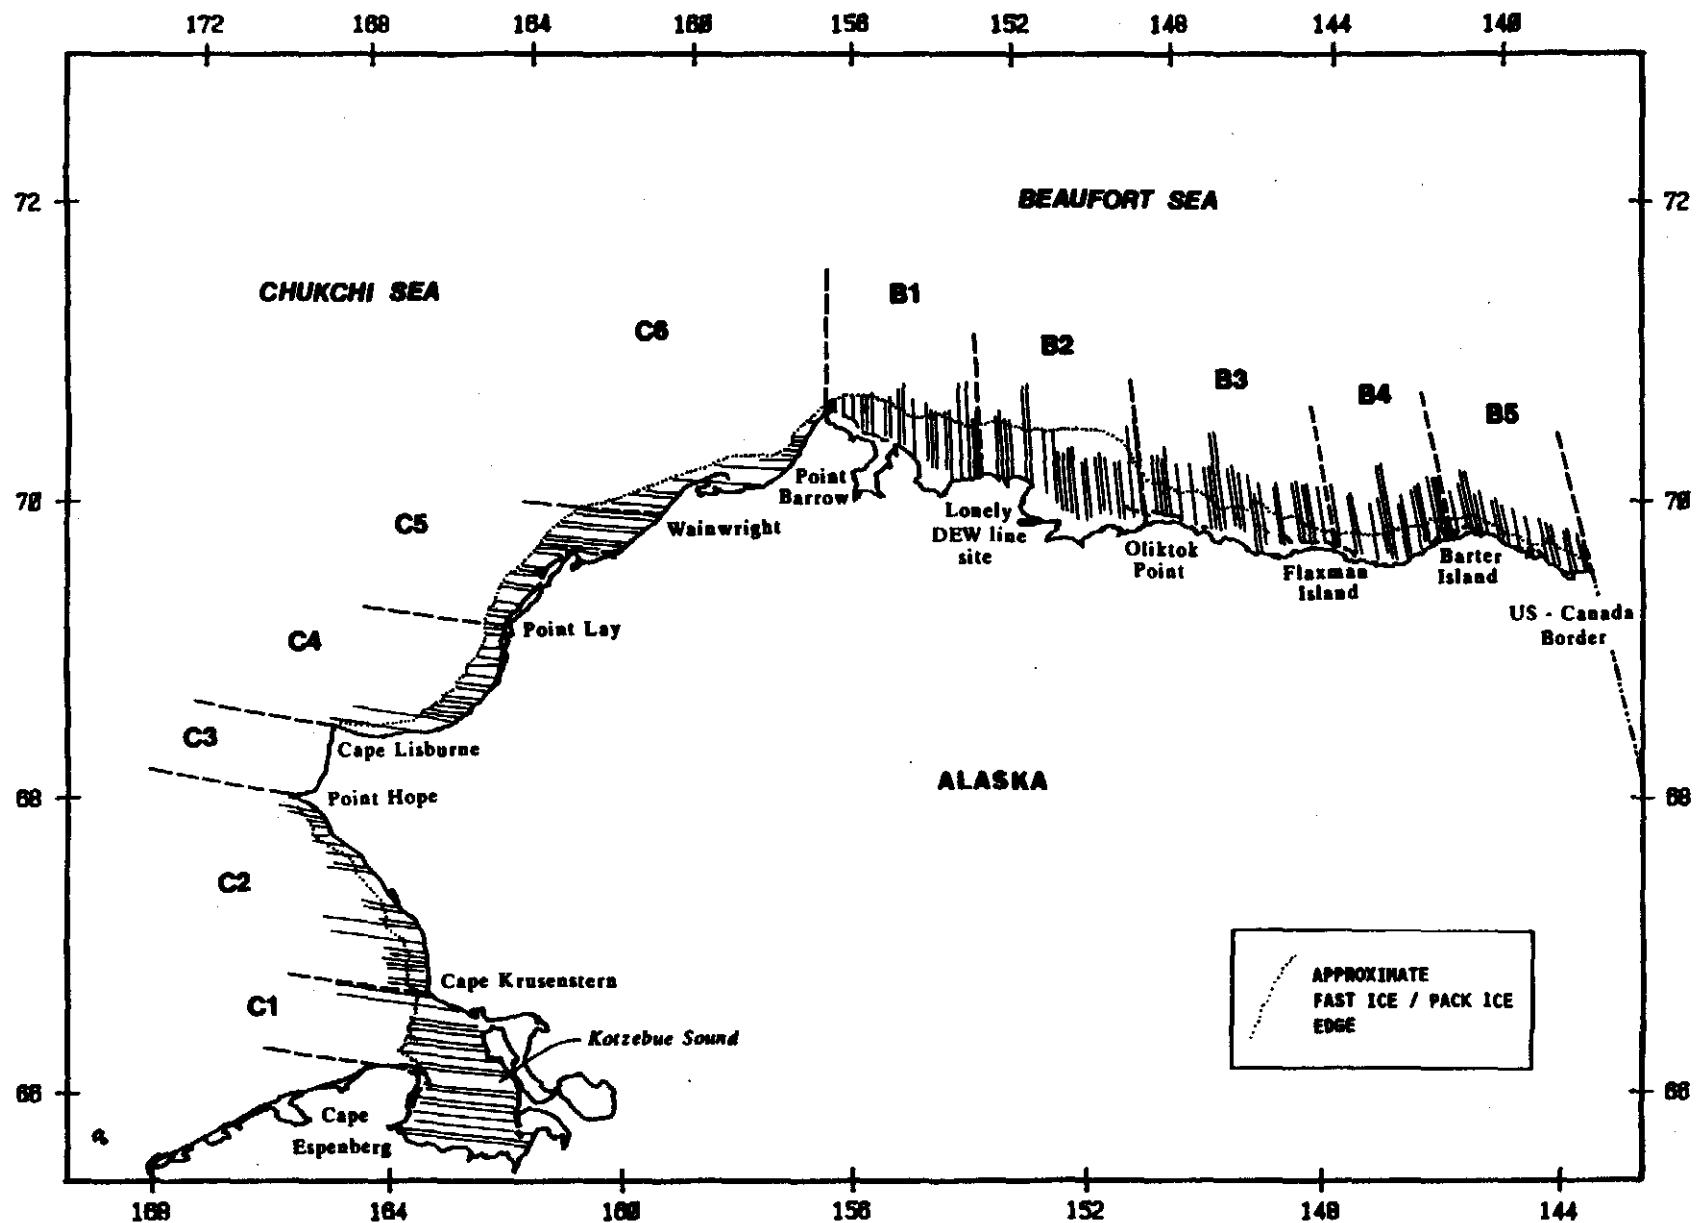 172 168 164 160 156 152 148 144 140
72 72
BEAUFORT SEA
CHUKCHI SEA
B1
C6
B2
B3
B4
B5
Point
Barrow
70 70
C5
Wainwright
Lonely
DEW line
site
Oliktok
Point
Flaxman
Island
Barter
Island
US - Canada
Border
Point Lay
C4
C3
Cape Lisburne
ALASKA
Point Hope
68 68
C2
Cape Krusenstern
C1
Kotzebue Sound
APPROXIMATE
FAST ICE / PACK ICE
EDGE
66 66
Cape
Espenberg
168 164 160 156 152 148 144